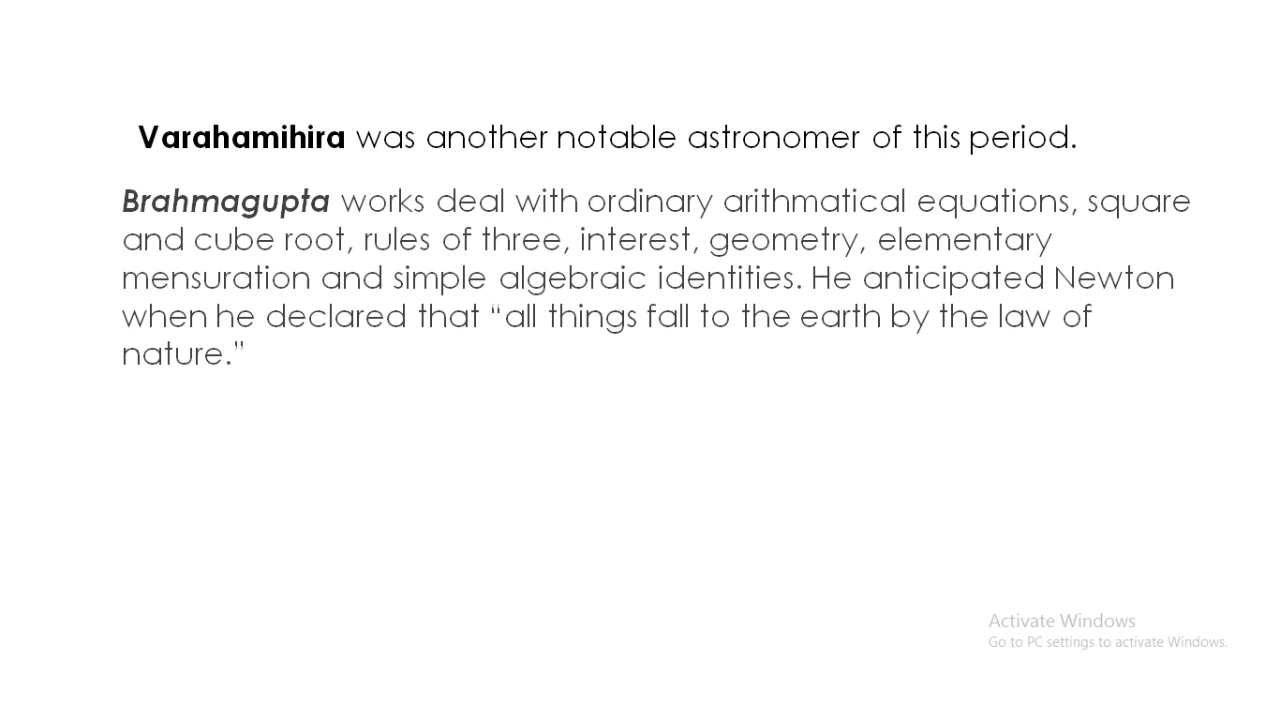 Varahamihira was another notable astronomer of this period.
Brahmagupta works deal with ordinary arithmatical equations, square
and cube root, rules of three, interest, geometry, elementary
mensuration and simple algebraic identities. He anticipated Newton
when he declared that “all things fall to the earth by the law of
nature.”
Activate Windows
Go to PC settings to activate Windows.